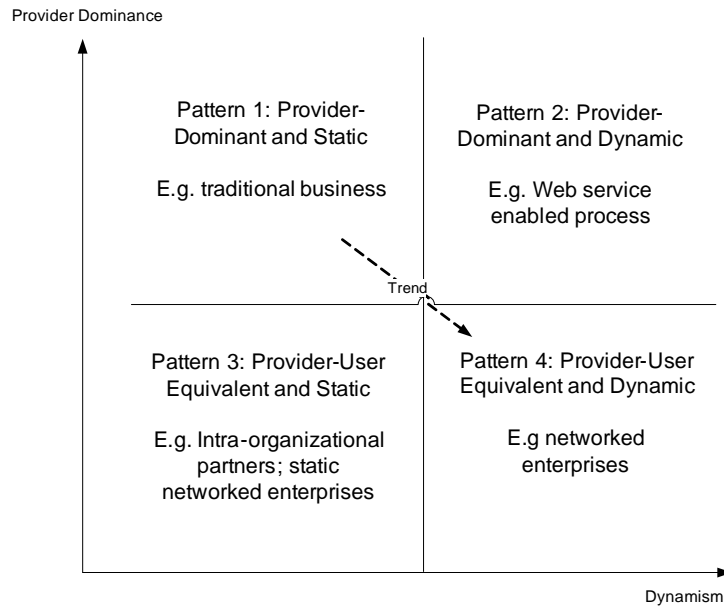 Provider Dominance
Pattern 1: Provider-
Dominant and Static
E.g. traditional business
Pattern 2: Provider-
Dominant and Dynamic
E.g. Web service
enabled process
Trend
Pattern 3: Provider-User
Equivalent and Static
E.g. Intra-organizational
partners; static
networked enterprises
Pattern 4: Provider-User
Equivalent and Dynamic
E.g networked
enterprises
Dynamism